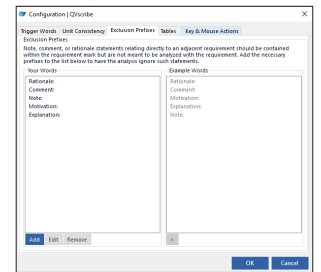 Configuration | QVscribe
Trigger Words Unit Consistency Exclusion Prefixes Tables Key & Mouse Actions
Exclusion Prefixes
Note, comment, or rationale statements relating directly to an adjacent requirement should be contained
within the requirement mark but are not meant to be analyzed with the requirement. Add the necessary
prefixes to the list below to have the analysis ignore such statements.
Your Words Example Words
Rationale: Rationale:
Comment: Comment:
Note: Motivation:
Motivation: Explanation:
Explanation: Note:
Add Edit Remove
OK Cancel